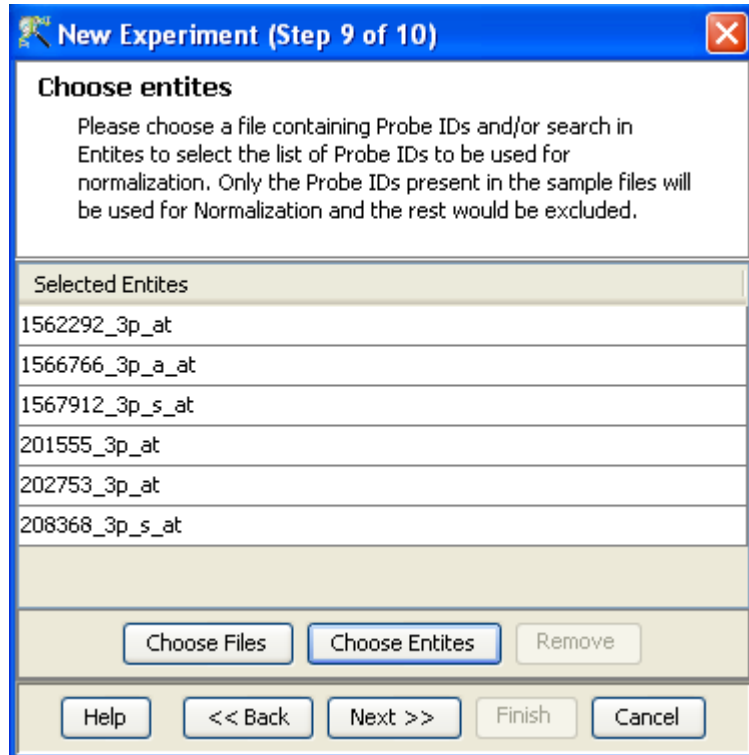 New Experiment (Step 9 of 10)
Choose entites
Please choose a file containing Probe IDs and/or search in
Entites to select the list of Probe IDs to be used for
normalization. Only the Probe IDs present in the sample files will
be used for Normalization and the rest would be excluded.
Selected Entites
1562292_3p_at
1566766_3p_a_at
1567912_3p_s_at
201555_3p_at
202753_3p_at
208368_3p_s_at
Choose Files Choose Entites Remove
Help << Back Next >> Finish Cancel